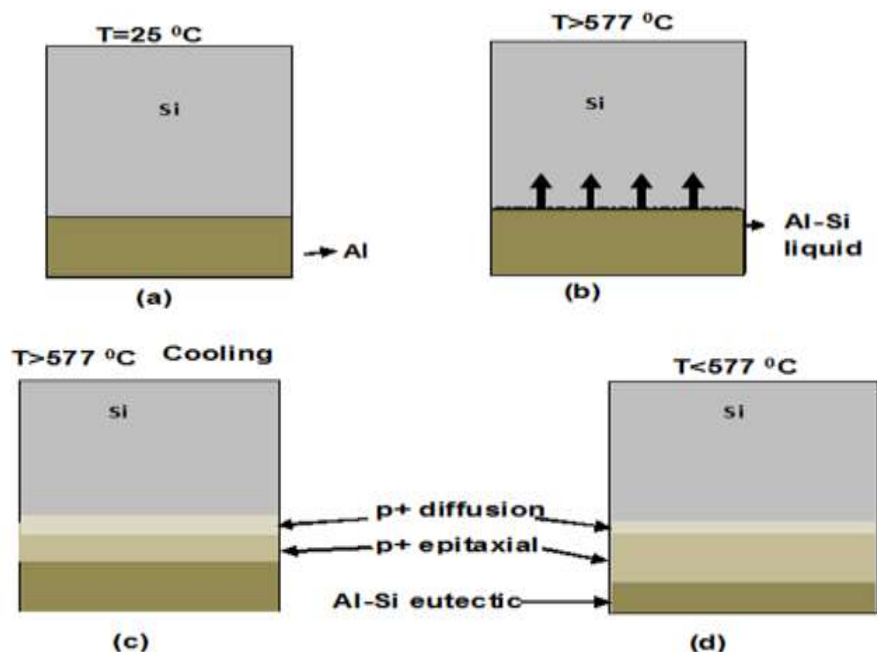 T=25 ⁰C
Si
Al
(a)
T>577 ⁰C
Si
Al-Si
liquid
(b)
T>577 ⁰C Cooling
Si
(c)
T<577 ⁰C
Si
p+ diffusion
p+ epitaxial
Al-Si eutectic
(d)